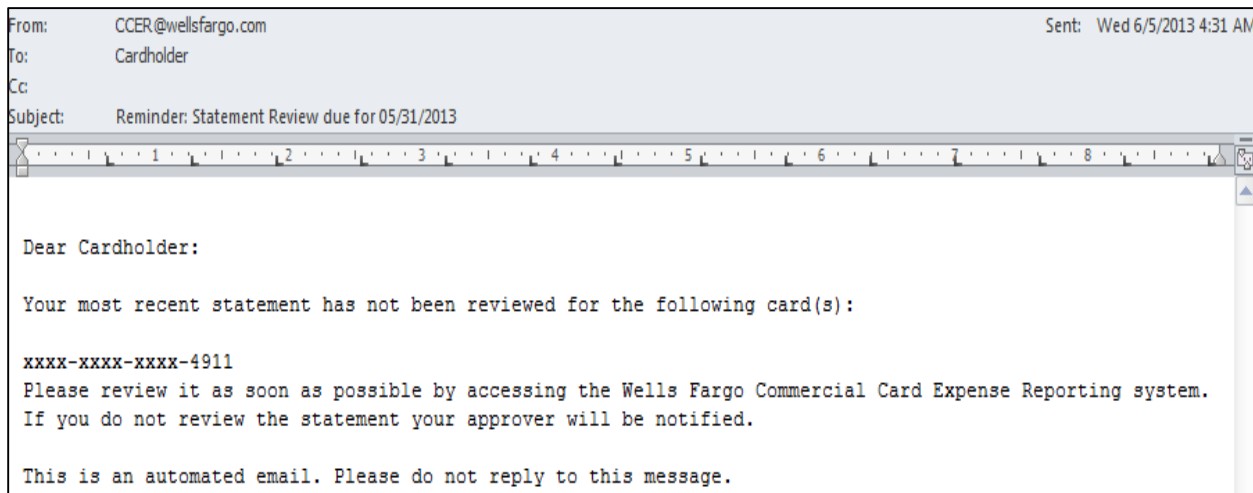 From: CCER@wellsfargo.com Sent: Wed 6/5/2013 4:31 AM
To: Cardholder
Cc:
Subject: Reminder: Statement Review due for 05/31/2013
1 2 3 4 5 6 7 8
Dear Cardholder:
Your most recent statement has not been reviewed for the following card(s):
xxxx-xxxx-xxxx-4911
Please review it as soon as possible by accessing the Wells Fargo Commercial Card Expense Reporting system.
If you do not review the statement your approver will be notified.
This is an automated email. Please do not reply to this message.